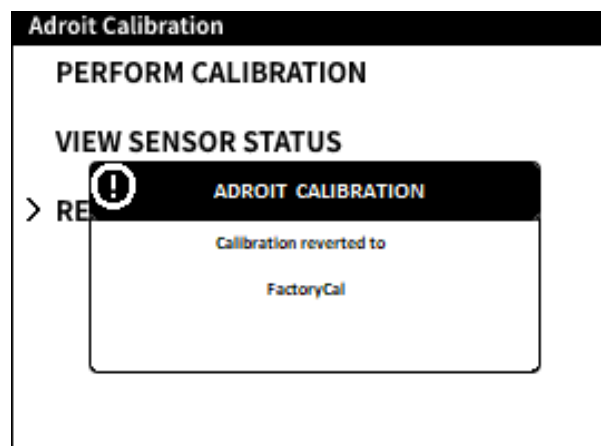 Adroit Calibration
PERFORM CALIBRATION
VIEW SENSOR STATUS
> RE
ADROIT CALIBRATION
Calibration reverted to
FactoryCal